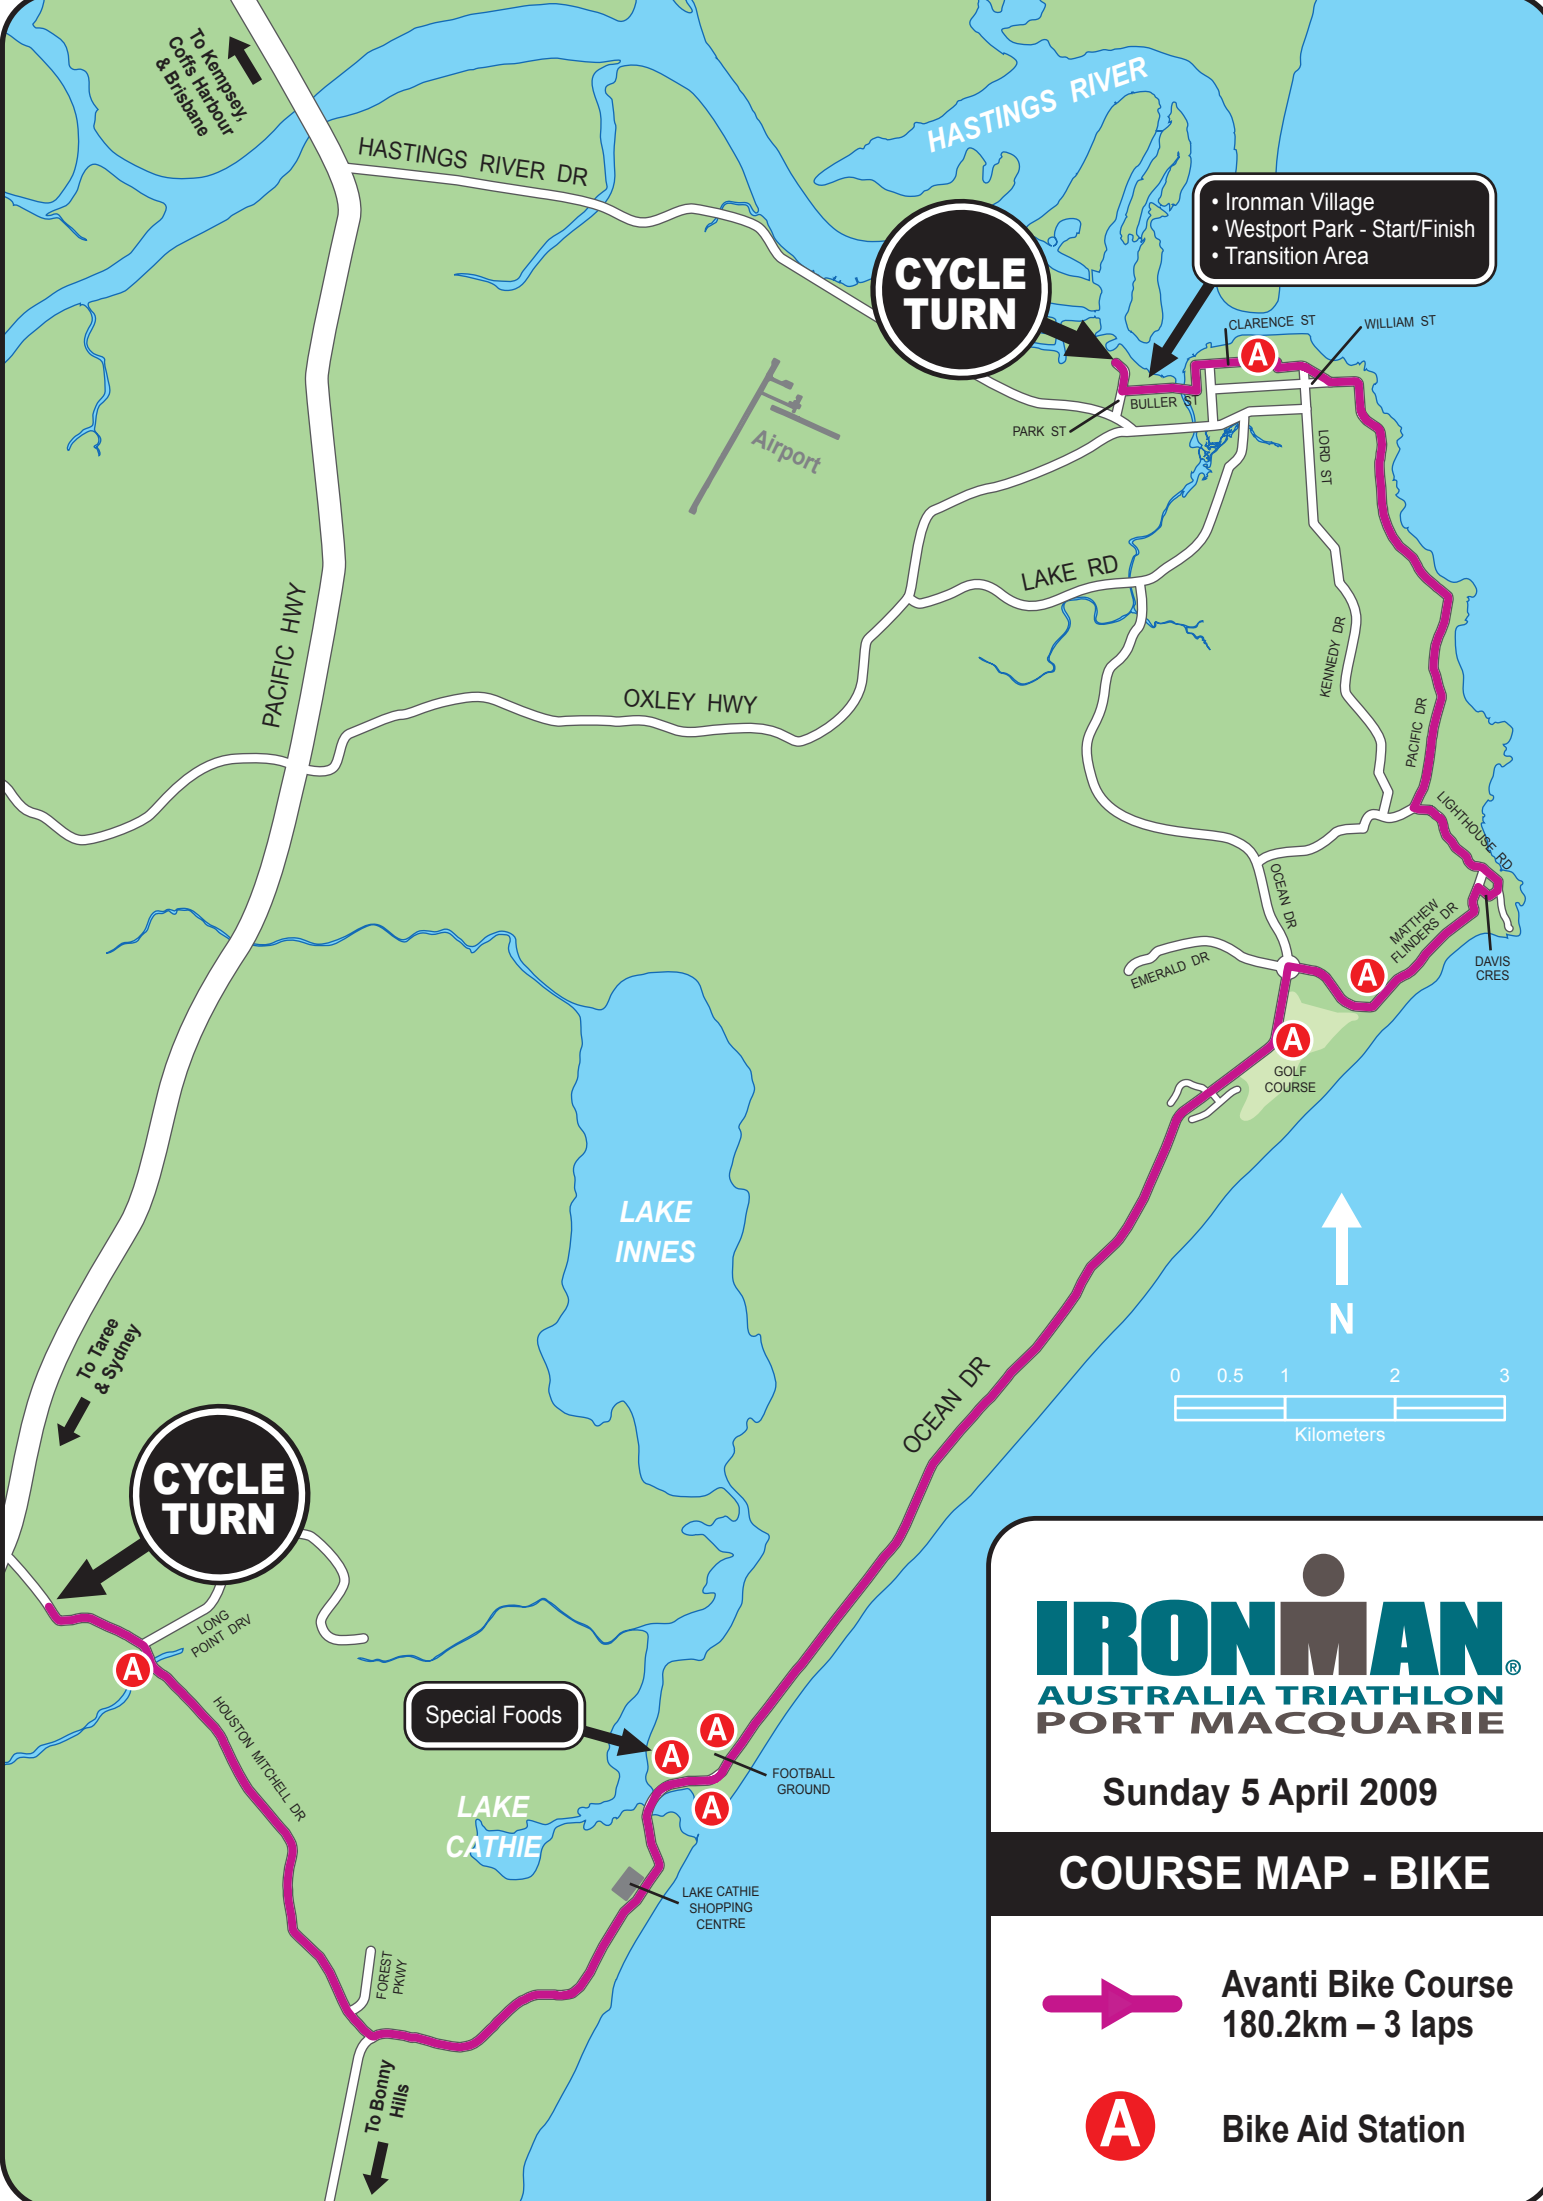 To Kempsey,
Coffs Harbour
& Brisbane
HASTINGS RIVER DR
HASTINGS RIVER
• Ironman Village
• Westport Park - Start/Finish
• Transition Area
CYCLE
TURN
CLARENCE ST
WILLIAM ST
A
BULLER ST
PARK ST
LORD ST
Airport
LAKE RD
PACIFIC HWY
KENNEDY DR
OXLEY HWY
PACIFIC DR
LIGHTHOUSE RD
OCEAN DR
MATTHEW
FLINDERS DR
DAVIS
CRES
EMERALD DR
A
A
GOLF
COURSE
LAKE
INNES
N
To Taree
& Sydney
OCEAN DR
0 0.5 1 2 3
Kilometers
CYCLE
TURN
LONG
POINT DRV
A
HOUSTON MITCHELL DR
Special Foods
A
A
FOOTBALL
GROUND
A
LAKE
CATHIE
LAKE CATHIE
SHOPPING
CENTRE
FOREST
PKWY
To Bonny
Hills
IRONMAN®
AUSTRALIA TRIATHLON
PORT MACQUARIE
Sunday 5 April 2009
COURSE MAP - BIKE
Avanti Bike Course
180.2km – 3 laps
A
Bike Aid Station